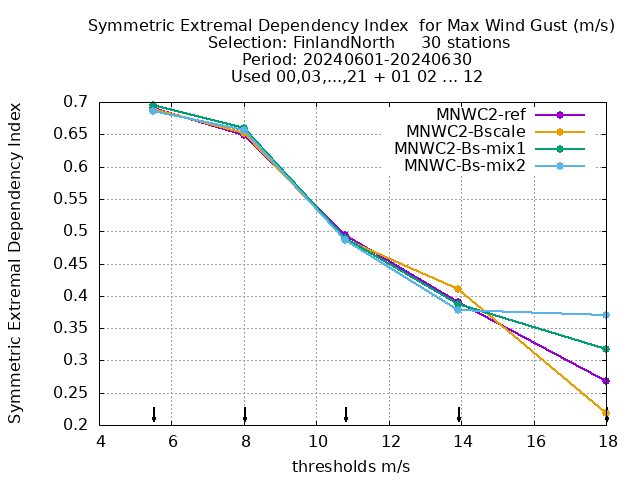 Symmetric Extremal Dependency Index  for Max Wind Gust (m/s)
Selection: FinlandNorth     30 stations
Period: 20240601-20240630
Used 00,03,...,21 + 01 02 ... 12
Symmetric Extremal Dependency Index
0.7
0.65
0.6
0.55
0.5
0.45
0.4
0.35
0.3
0.25
0.2
MNWC2-ref
MNWC2-Bscale
MNWC2-Bs-mix1
MNWC-Bs-mix2
4 6 8 10 12 14 16 18
thresholds m/s